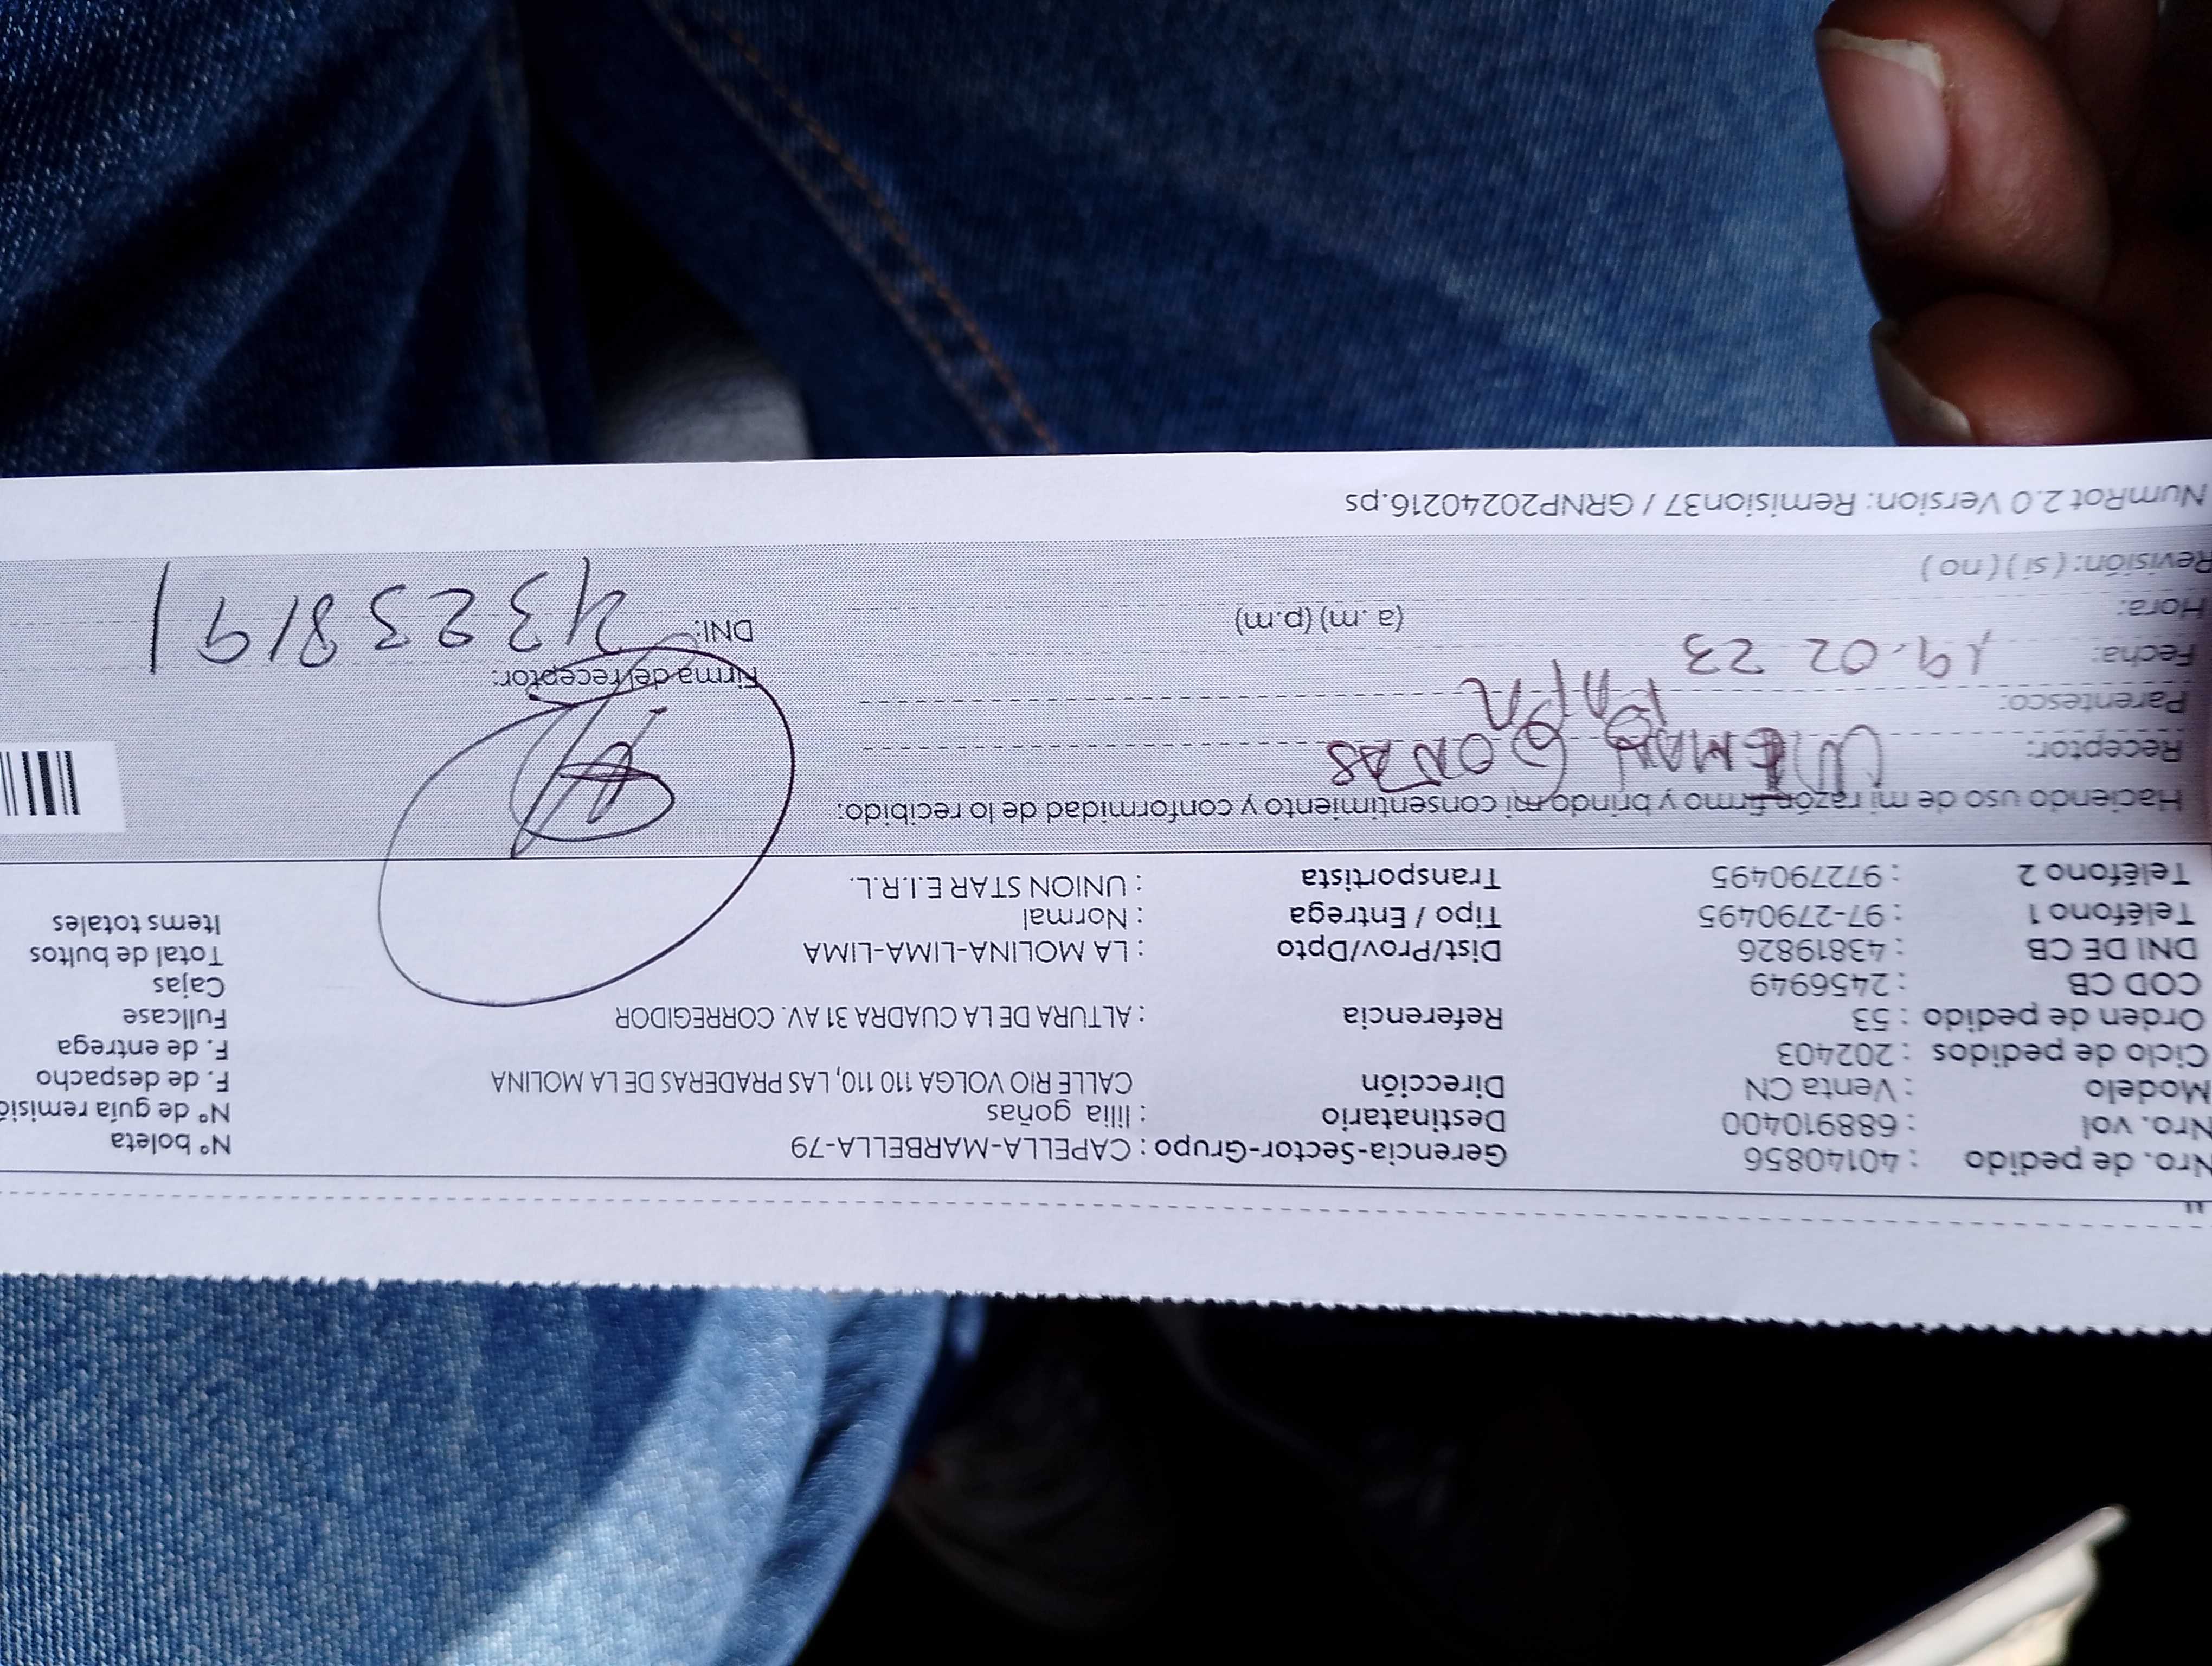 Nro. de pedido : 40140856 Gerencia-Sector-Grupo : CAPELLA-MARBELLA-79 N° boleta
Nro. vol : 688910400 Destinatario : lilia goñas N° de guía remisió
Modelo : Venta CN Dirección CALLE RIO VOLGA 110 110, LAS PRADERAS DE LA MOLINA F. de despacho
Ciclo de pedidos : 202403 F. de entrega
Orden de pedido : 53 Referencia : ALTURA DE LA CUADRA 31 AV. CORREGIDOR Fullcase
COD CB : 2456949 Cajas
DNI DE CB : 43819826 Dist/Prov/Dpto : LA MOLINA-LIMA-LIMA Total de bultos
Teléfono 1 : 97-2790495 Tipo / Entrega : Normal Items totales
Teléfono 2 : 972790495 Transportista : UNION STAR E.I.R.L.
Haciendo uso de mi razón firmo y brindo mi consentimiento y conformidad de lo recibido:
Receptor: GOÑAS
Parentesco:
Firma del receptor:
Fecha: 19.02 23
DNI:
Hora: (a. m) (p.m)
Revisión: ( si ) ( no )
NumRot 2.0 Version: Remision37 / GRNP20240216.ps